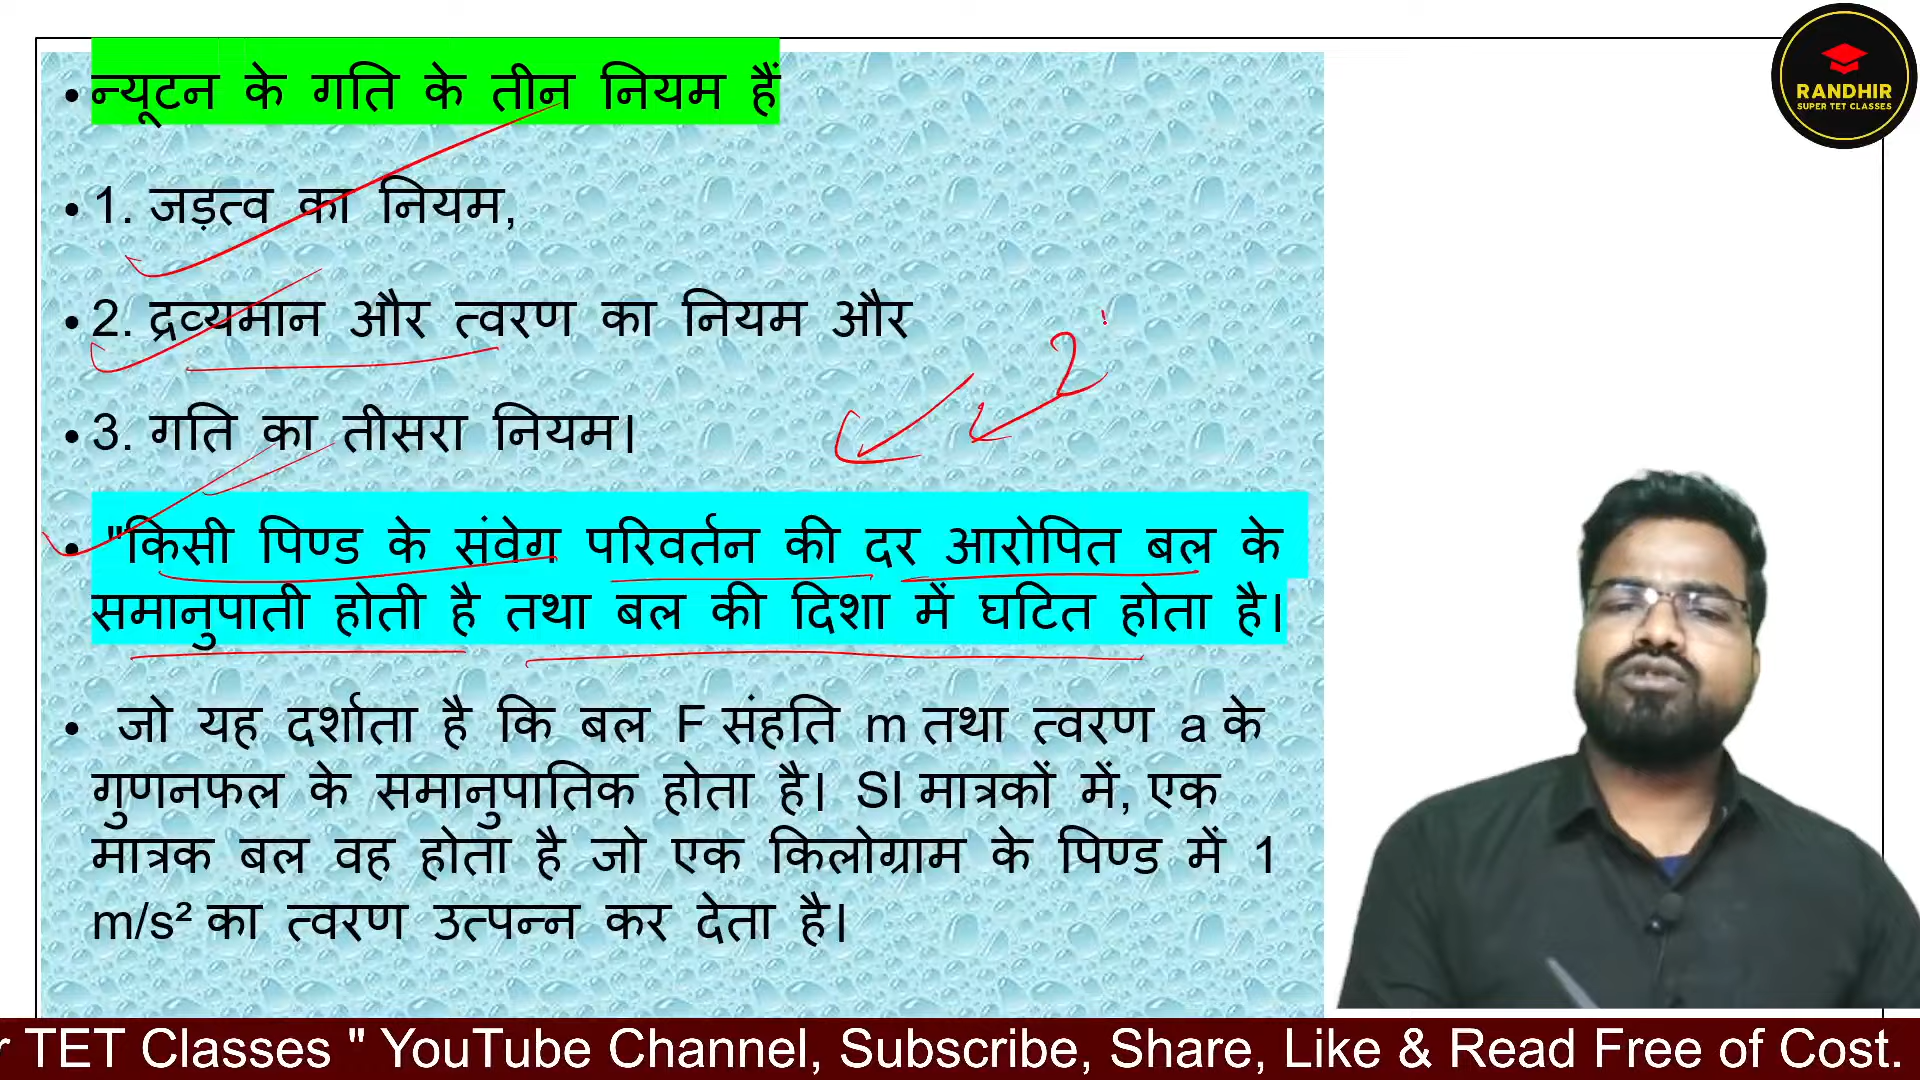 RANDHIR
SUPER TET CLASSES
• न्यूटन के गति के तीन नियम हैं
• 1. जड़त्व का नियम,
• 2. द्रव्यमान और त्वरण का नियम और
2
• 3. गति का तीसरा नियम।
• "किसी पिण्ड के संवेग परिवर्तन की दर आरोपित बल के
समानुपाती होती है तथा बल की दिशा में घटित होता है।
• जो यह दर्शाता है कि बल F संहति m तथा त्वरण a के
गुणनफल के समानुपातिक होता है। SI मात्रकों में, एक
मात्रक बल वह होता है जो एक किलोग्राम के पिण्ड में 1
m/s² का त्वरण उत्पन्न कर देता है।
r TET Classes " YouTube Channel, Subscribe, Share, Like & Read Free of Cost.